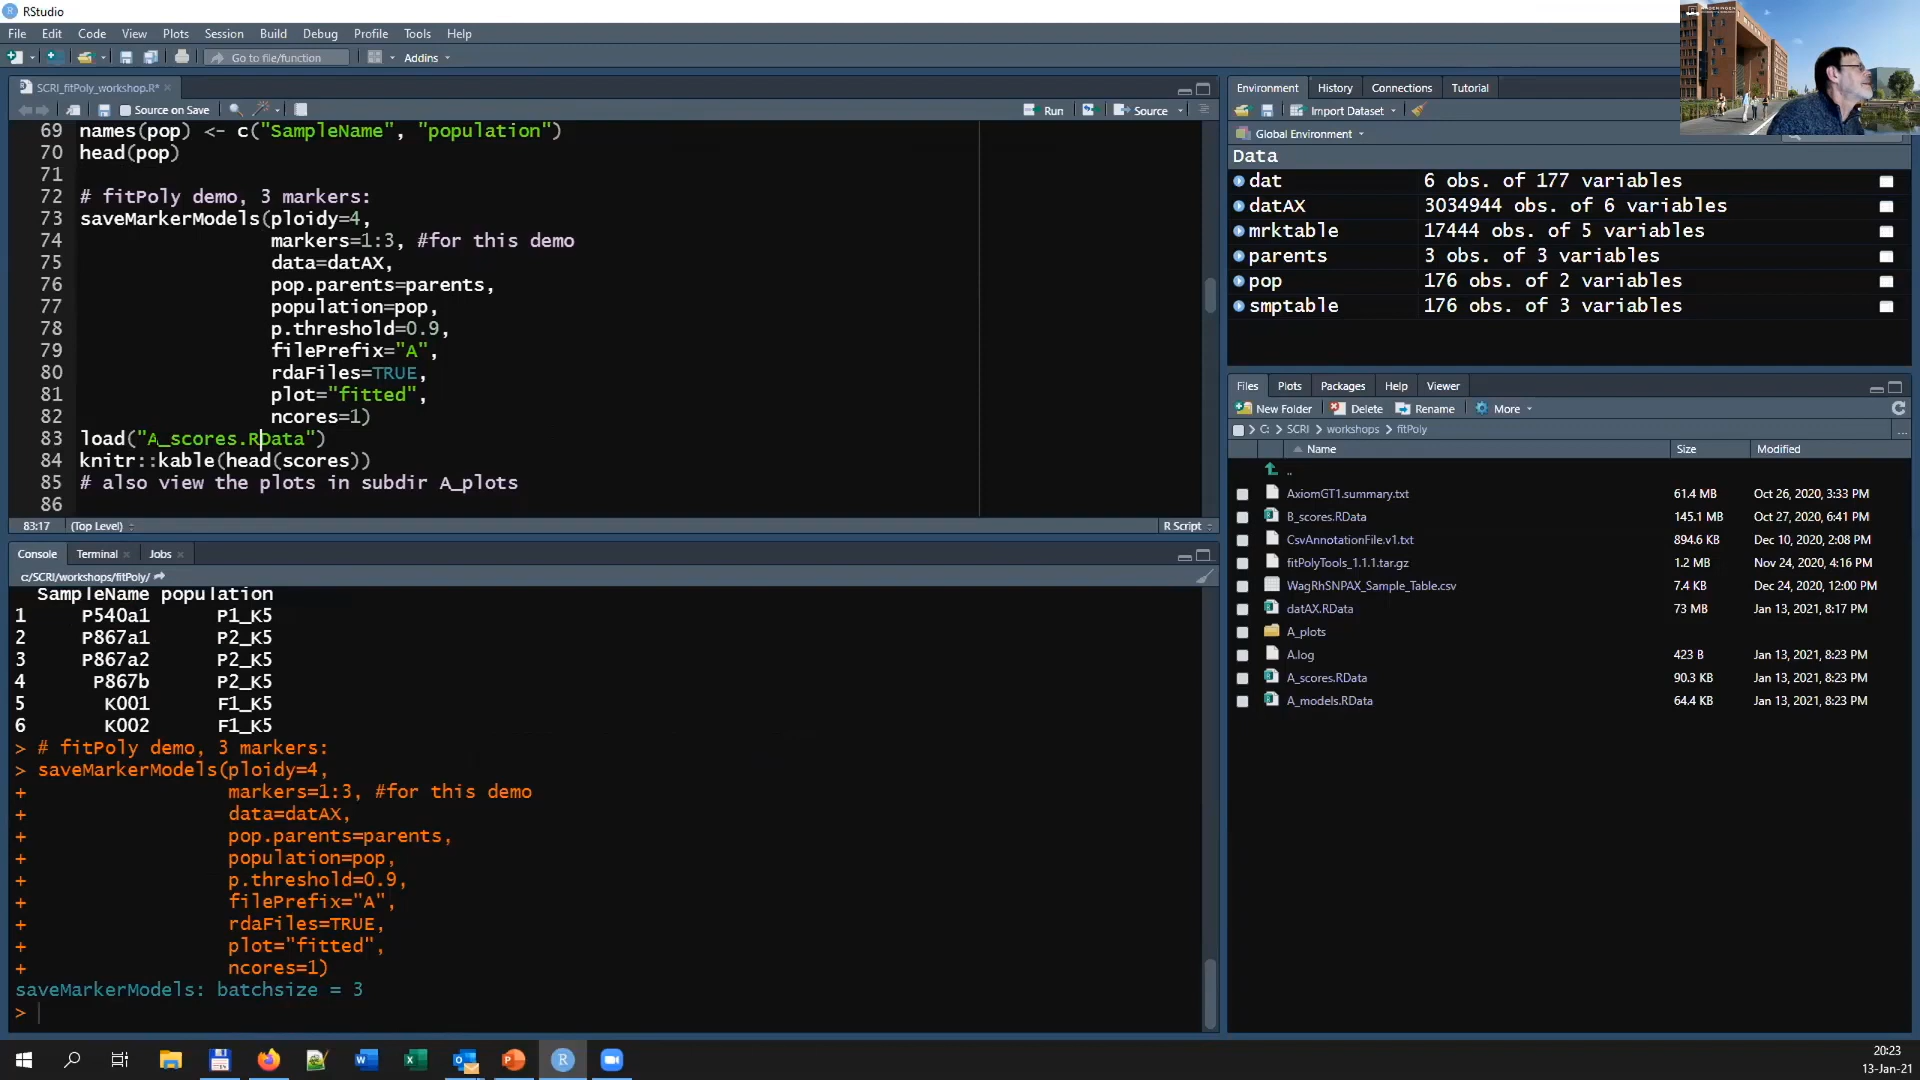 RStudio
File Edit Code View Plots Session Build Debug Profile Tools Help
Go to file/function Addins
SCRI_fitPoly_workshop.R*
Source on Save Run Source
69 names(pop) <- c("SampleName", "population")
70 head(pop)
71
72 # fitPoly demo, 3 markers:
73 saveMarkerModels(ploidy=4,
74 markers=1:3, #for this demo
75 data=datAX,
76 pop.parents=parents,
77 population=pop,
78 p.threshold=0.9,
79 filePrefix="A",
80 rdaFiles=TRUE,
81 plot="fitted",
82 ncores=1)
83 load("A_scores.RData")
84 knitr::kable(head(scores))
85 # also view the plots in subdir A_plots
86
83:17 (Top Level) R Script
Console Terminal Jobs
c:/SCRI/workshops/fitPoly/
SampleName population
1 P540a1 P1_K5
2 P867a1 P2_K5
3 P867a2 P2_K5
4 P867b P2_K5
5 K001 F1_K5
6 K002 F1_K5
> # fitPoly demo, 3 markers:
> saveMarkerModels(ploidy=4,
+ markers=1:3, #for this demo
+ data=datAX,
+ pop.parents=parents,
+ population=pop,
+ p.threshold=0.9,
+ filePrefix="A",
+ rdaFiles=TRUE,
+ plot="fitted",
+ ncores=1)
saveMarkerModels: batchsize = 3
>
Environment History Connections Tutorial
Import Dataset
Global Environment
Data
dat 6 obs. of 177 variables
datAX 3034944 obs. of 6 variables
mrktable 17444 obs. of 5 variables
parents 3 obs. of 3 variables
pop 176 obs. of 2 variables
smptable 176 obs. of 3 variables
Files Plots Packages Help Viewer
New Folder Delete Rename More
C: SCRI workshops fitPoly ...
Name Size Modified
..
AxiomGT1.summary.txt 61.4 MB Oct 26, 2020, 3:33 PM
B_scores.RData 145.1 MB Oct 27, 2020, 6:41 PM
CsvAnnotationFile.v1.txt 894.6 KB Dec 10, 2020, 2:08 PM
fitPolyTools_1.1.1.tar.gz 1.2 MB Nov 24, 2020, 4:16 PM
WagRhSNPAX_Sample_Table.csv 7.4 KB Dec 24, 2020, 12:00 PM
datAX.RData 73 MB Jan 13, 2021, 8:17 PM
A_plots
A.log 423 B Jan 13, 2021, 8:23 PM
A_scores.RData 90.3 KB Jan 13, 2021, 8:23 PM
A_models.RData 64.4 KB Jan 13, 2021, 8:23 PM
20:23
13-Jan-21